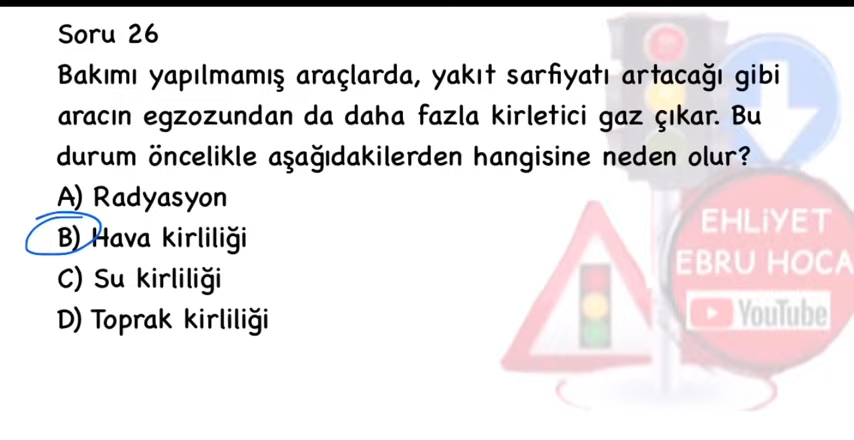 Soru 26
Bakımı yapılmamış araçlarda, yakıt sarfiyatı artacağı gibi
aracın egzozundan da daha fazla kirletici gaz çıkar. Bu
durum öncelikle aşağıdakilerden hangisine neden olur?
A) Radyasyon
B) Hava kirliliği
C) Su kirliliği
D) Toprak kirliliği
EHLİYET
EBRU HOCA
YouTube